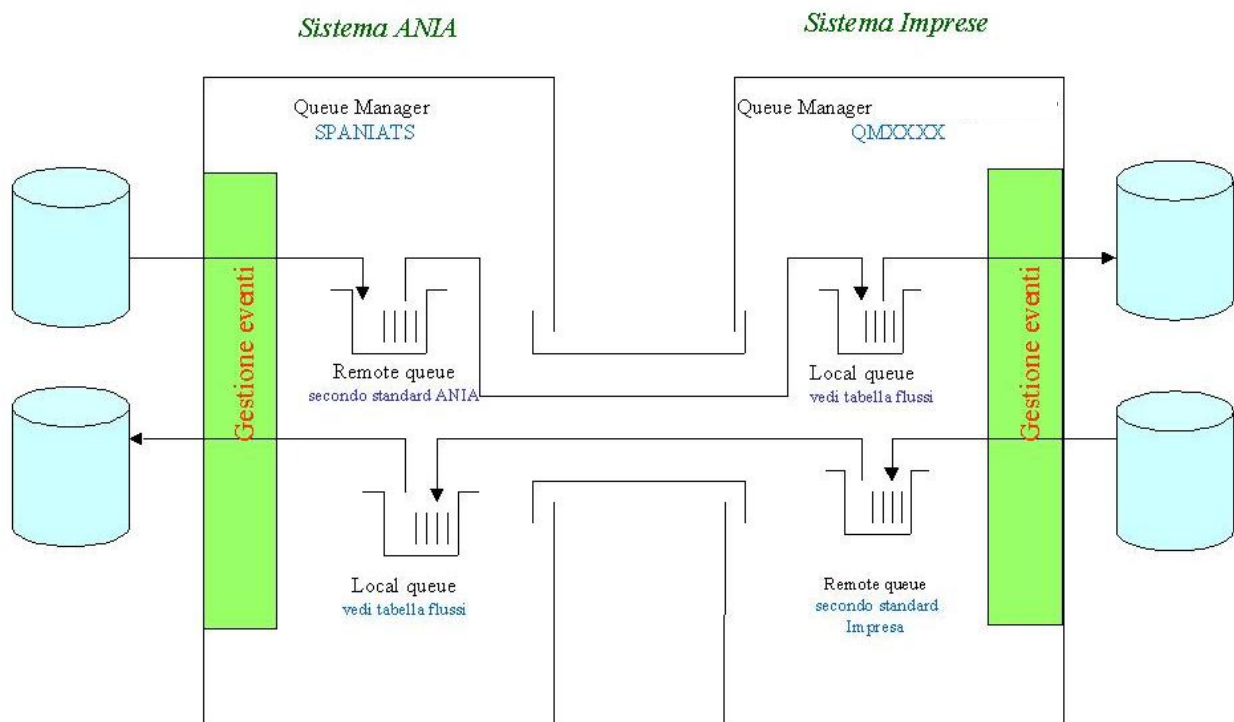 Sistema ANIA
Sistema Imprese
Queue Manager
SPANIATS
Queue Manager
QMXXXX
Gestione eventi
Gestione eventi
Remote queue
secondo standard ANIA
Local queue
vedi tabella flussi
Local queue
vedi tabella flussi
Remote queue
secondo standard
Impresa